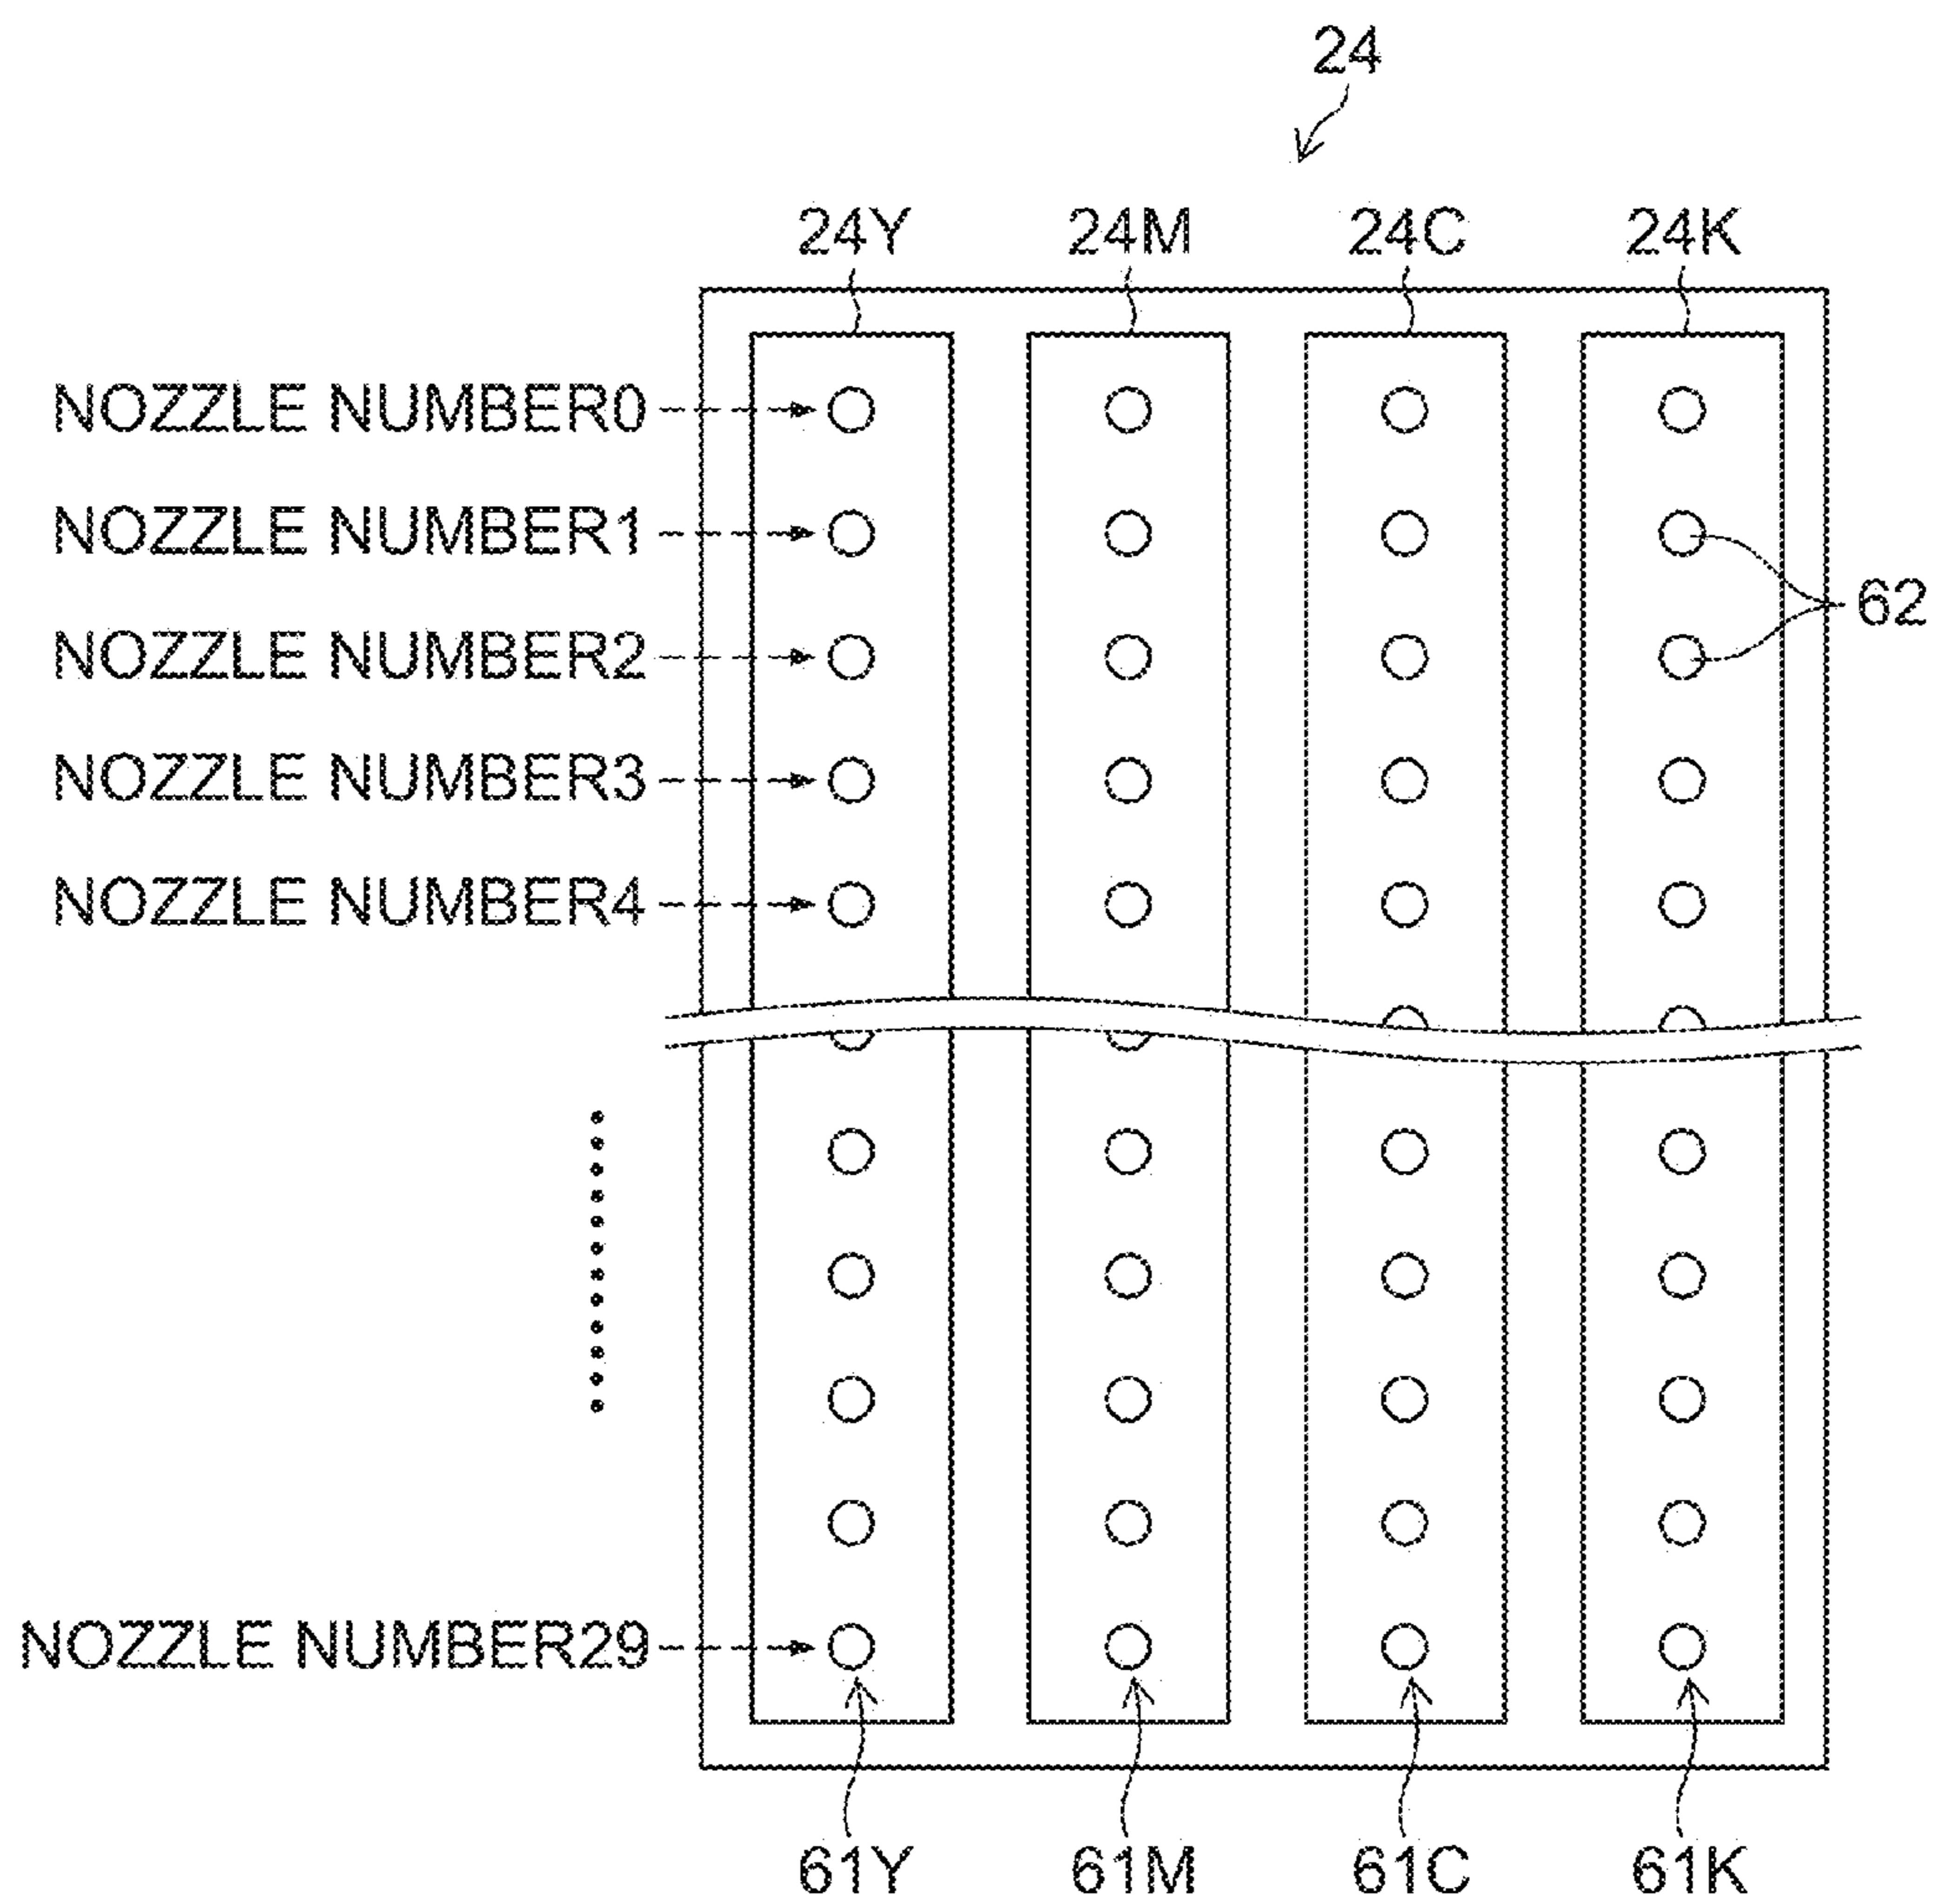 24
24Y 24M 24C 24K
NOZZLE NUMBER0
NOZZLE NUMBER1
62
NOZZLE NUMBER2
NOZZLE NUMBER3
NOZZLE NUMBER4
NOZZLE NUMBER29
61Y 61M 61C 61K